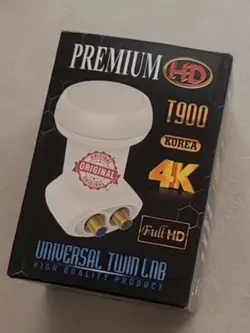 PREMIUM HD
T900
KOREA
4K
ORIGINAL
Full HD
UNIVERSAL TWIN LNB
HIGH QUALITY PRODUCT